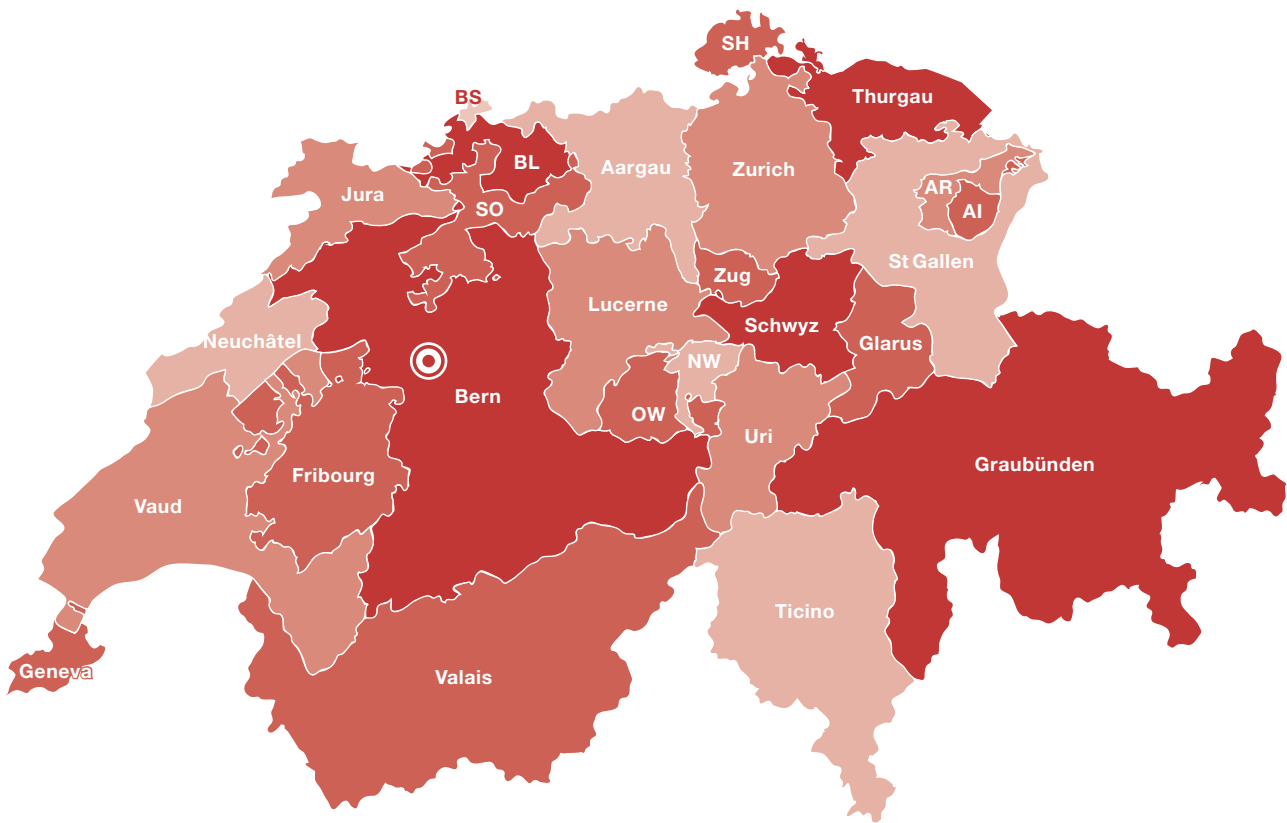 SH
Thurgau
BS
BL
Aargau
Zurich
Jura
SO
AR
AI
St Gallen
Zug
Lucerne
Schwyz
Neuchâtel
Glarus
NW
Bern
OW
Uri
Graubünden
Fribourg
Vaud
Ticino
Geneva
Valais